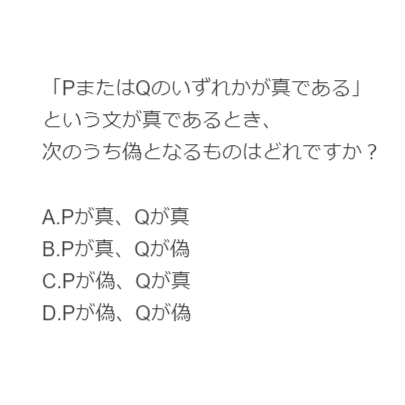 「PまたはQのいずれかが真である」
という文が真であるとき、
次のうち偽となるものはどれですか？
A.Pが真、Qが真
B.Pが真、Qが偽
C.Pが偽、Qが真
D.Pが偽、Qが偽